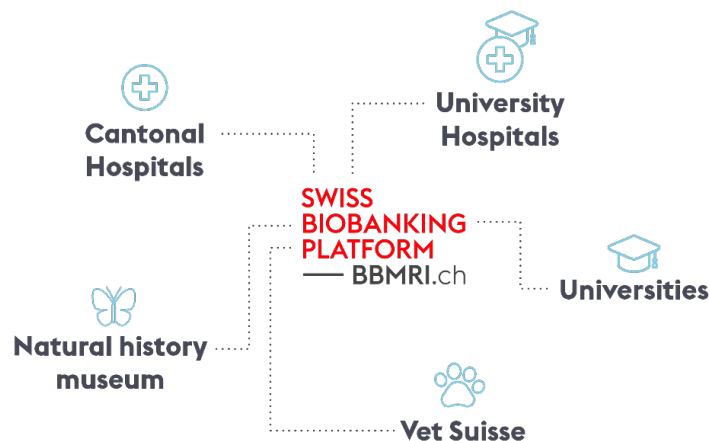 University
Hospitals
Cantonal
Hospitals
SWISS
BIOBANKING
PLATFORM
— BBMRI.ch
Universities
Natural history
museum
Vet Suisse